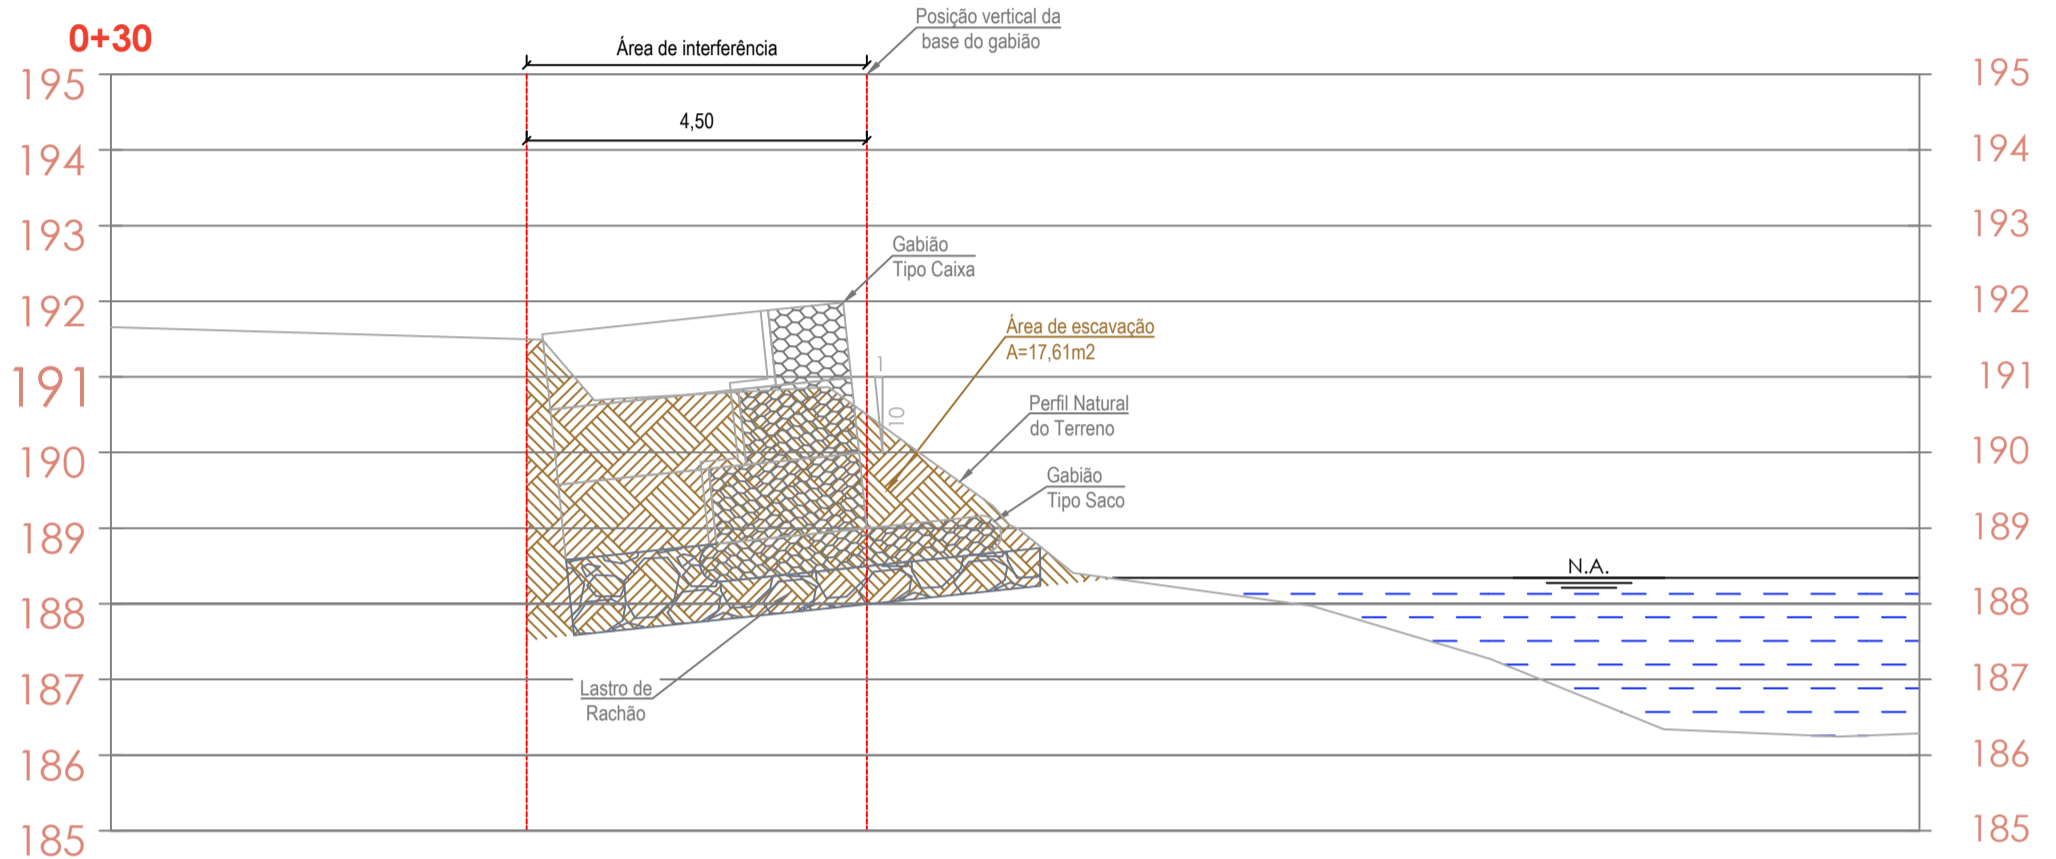 0+30
Posição vertical da
base do gabião
Área de interferência
195 195
4,50
194 194
193 193
Gabião
Tipo Caixa
192 192
Área de escavação
A=17,61m2
191 191
1
10
Perfil Natural
do Terreno
190 190
Gabião
Tipo Saco
189 189
N.A.
188 188
187 187
Lastro de
Rachão
186 186
185 185